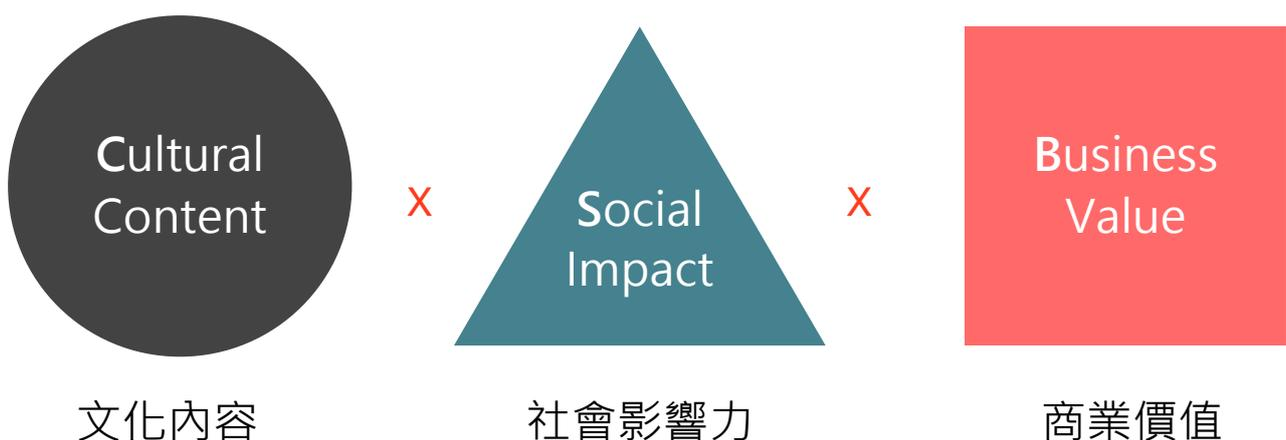 Cultural
Content
X
Social
Impact
X
Business
Value
文化內容
社會影響力
商業價值